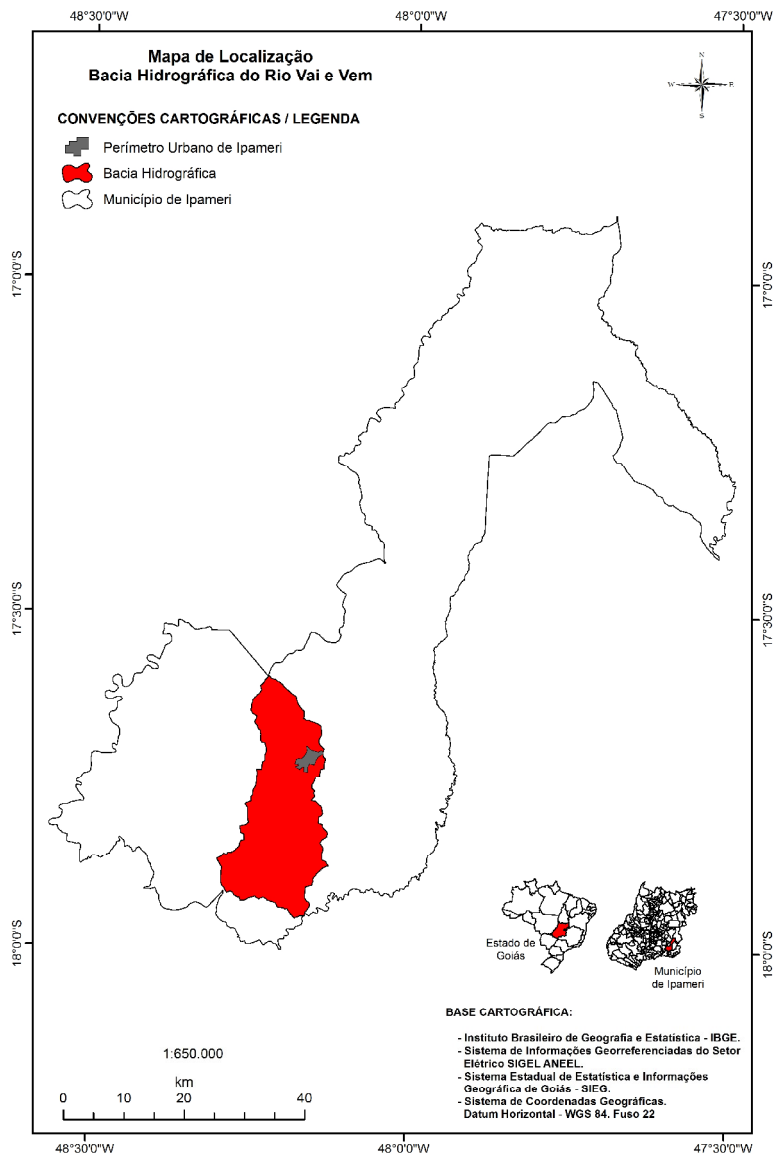 48°30'0"W
48°0'0"W
47°30'0"W
Mapa de Localização
Bacia Hidrográfica do Rio Vai e Vem
N
W
E
S
CONVENÇÕES CARTOGRÁFICAS / LEGENDA
Perímetro Urbano de Ipameri
Bacia Hidrográfica
Município de Ipameri
17°0'0"S
17°0'0"S
17°30'0"S
17°30'0"S
18°0'0"S
18°0'0"S
Estado de
Goiás
Município
de Ipameri
BASE CARTOGRÁFICA:
- Instituto Brasileiro de Geografia e Estatística - IBGE.
- Sistema de Informações Georreferenciadas do Setor
Elétrico SIGEL ANEEL.
- Sistema Estadual de Estatística e Informações
Geográfica de Goiás - SIEG.
- Sistema de Coordenadas Geográficas.
Datum Horizontal - WGS 84. Fuso 22
1:650.000
km
0 10 20 40
48°30'0"W
48°0'0"W
47°30'0"W